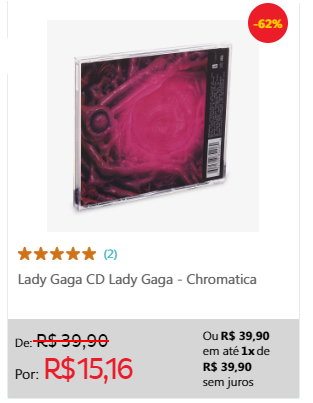 -62%
(2)
Lady Gaga CD Lady Gaga - Chromatica
De: R$ 39,90
Por: R$15,16
Ou R$ 39,90
em até 1x de
R$ 39,90
sem juros